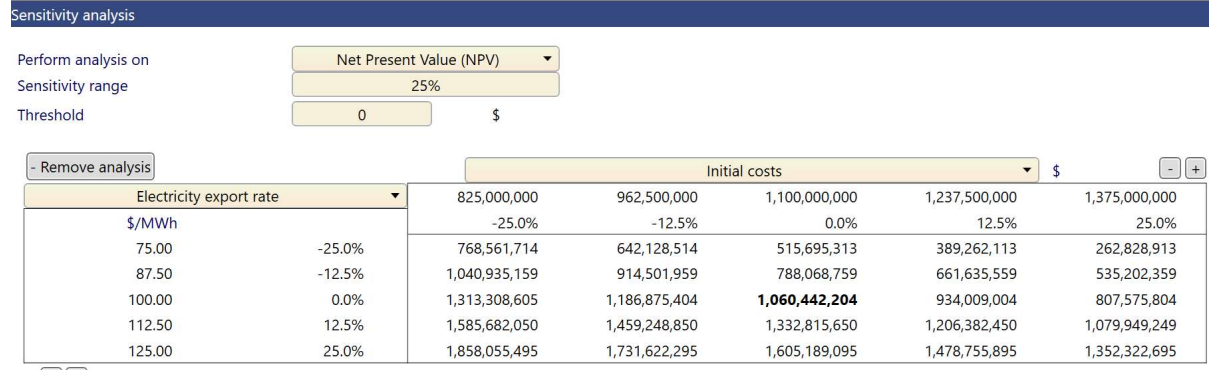 Sensitivity analysis
Perform analysis on Net Present Value (NPV)
Sensitivity range 25%
Threshold 0 $
- Remove analysis Initial costs $ - +
Electricity export rate 825,000,000 962,500,000 1,100,000,000 1,237,500,000 1,375,000,000
$/MWh -25.0% -12.5% 0.0% 12.5% 25.0%
75.00 -25.0% 768,561,714 642,128,514 515,695,313 389,262,113 262,828,913
87.50 -12.5% 1,040,935,159 914,501,959 788,068,759 661,635,559 535,202,359
100.00 0.0% 1,313,308,605 1,186,875,404 1,060,442,204 934,009,004 807,575,804
112.50 12.5% 1,585,682,050 1,459,248,850 1,332,815,650 1,206,382,450 1,079,949,249
125.00 25.0% 1,858,055,495 1,731,622,295 1,605,189,095 1,478,755,895 1,352,322,695